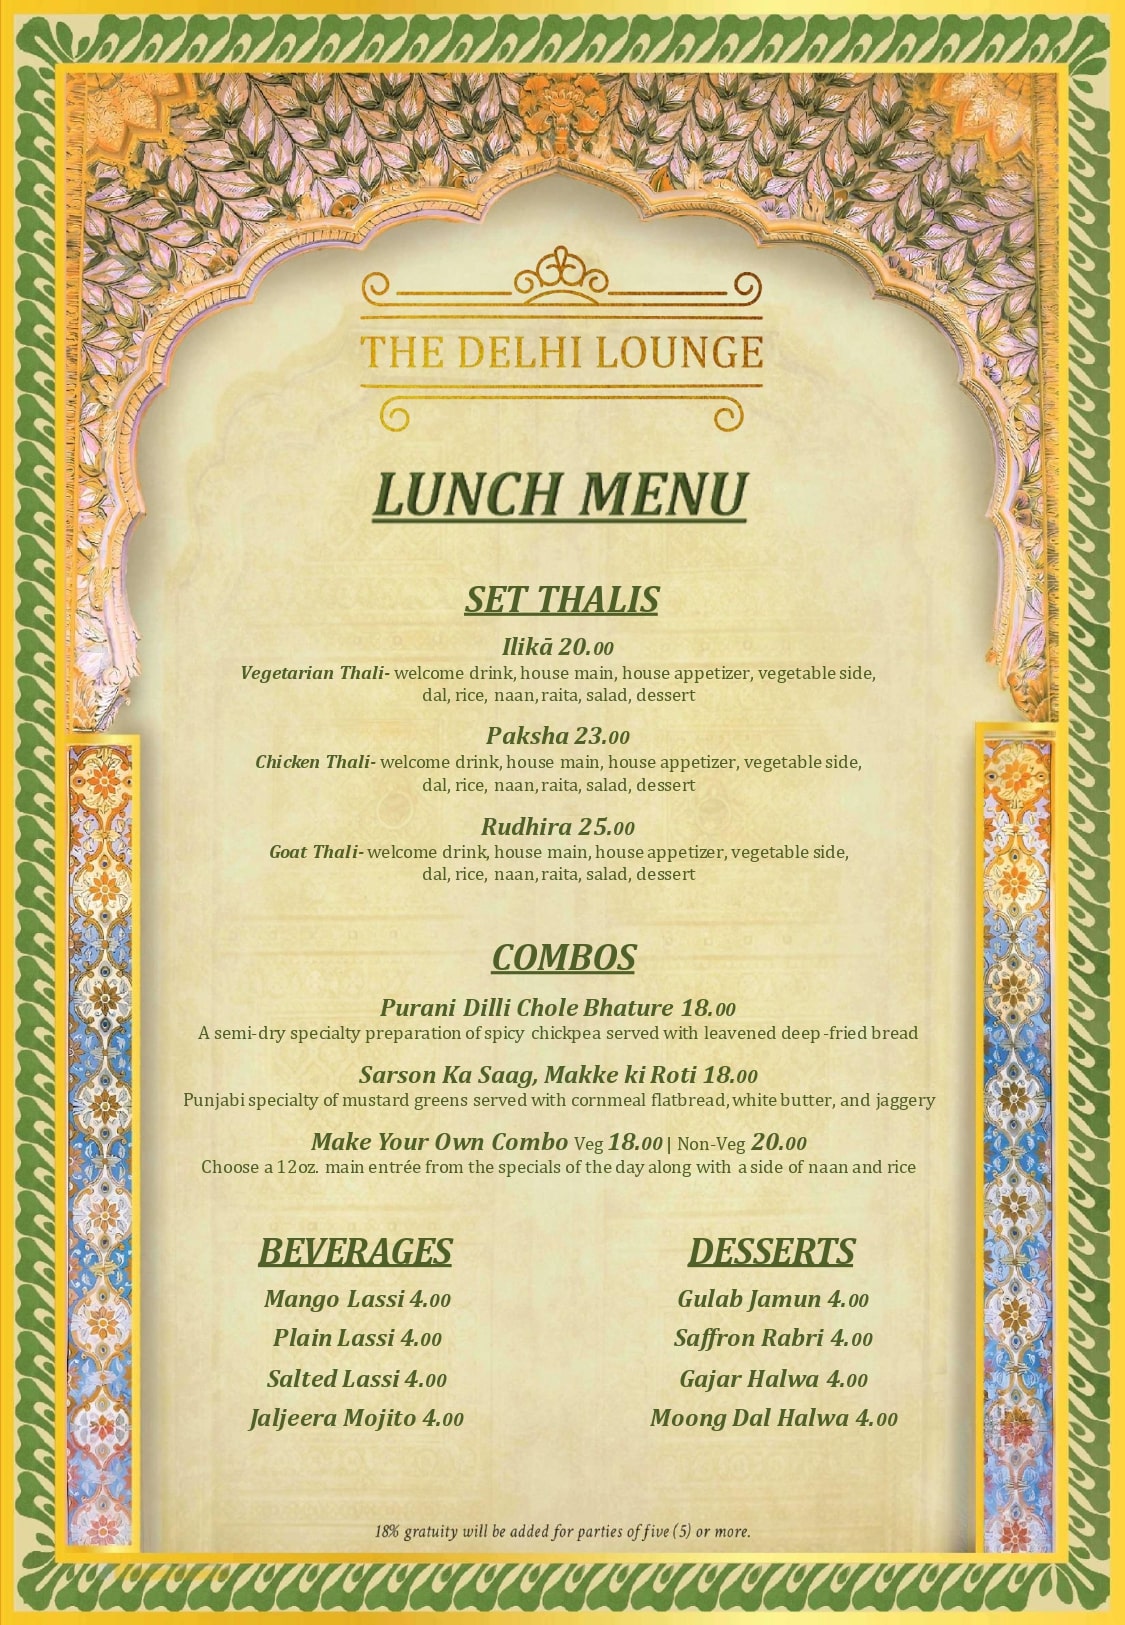 THE DELHI LOUNGE
LUNCH MENU
SET THALIS
Ilikā 20.00
Vegetarian Thali- welcome drink, house main, house appetizer, vegetable side,
dal, rice, naan, raita, salad, dessert
Paksha 23.00
Chicken Thali- welcome drink, house main, house appetizer, vegetable side,
dal, rice, naan, raita, salad, dessert
Rudhira 25.00
Goat Thali- welcome drink, house main, house appetizer, vegetable side,
dal, rice, naan, raita, salad, dessert
COMBOS
Purani Dilli Chole Bhature 18.00
A semi-dry specialty preparation of spicy chickpea served with leavened deep-fried bread
Sarson Ka Saag, Makke ki Roti 18.00
Punjabi specialty of mustard greens served with cornmeal flatbread, white butter, and jaggery
Make Your Own Combo Veg 18.00 | Non-Veg 20.00
Choose a 12oz. main entrée from the specials of the day along with a side of naan and rice
BEVERAGES
Mango Lassi 4.00
Plain Lassi 4.00
Salted Lassi 4.00
Jaljeera Mojito 4.00
DESSERTS
Gulab Jamun 4.00
Saffron Rabri 4.00
Gajar Halwa 4.00
Moong Dal Halwa 4.00
18% gratuity will be added for parties of five (5) or more.